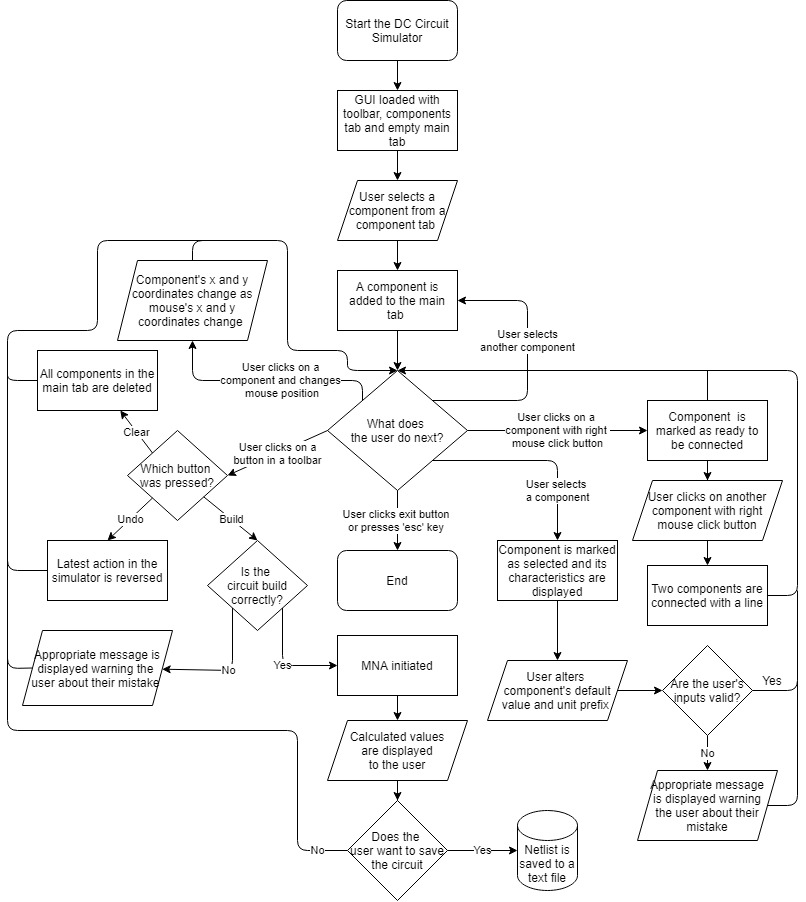 Start the DC Circuit
Simulator
GUI loaded with
toolbar, components
tab and empty main
tab
User selects a
component from a
component tab
A component is
added to the main
tab
Component's x and y
coordinates change as
mouse's x and y
coordinates change
User selects
another component
All components in the
main tab are deleted
User clicks on a
component and changes
mouse position
What does
the user do next?
User clicks on a
component with right
mouse click button
Component is
marked as ready to
be connected
Clear
User clicks on a
button in a toolbar
Which button
was pressed?
User selects
a component
User clicks on another
component with right
mouse click button
Undo
Build
User clicks exit button
or presses 'esc' key
Latest action in the
simulator is reversed
Is the
circuit build
correctly?
End
Component is marked
as selected and its
characteristics are
displayed
Two components are
connected with a line
Appropriate message is
displayed warning the
user about their mistake
No
Yes
MNA initiated
User alters
component's default
value and unit prefix
Are the user's
inputs valid?
Yes
Calculated values
are displayed
to the user
No
Appropriate message
is displayed warning
the user about their
mistake
Does the
user want to save
the circuit
No
Yes
Netlist is
saved to a
text file